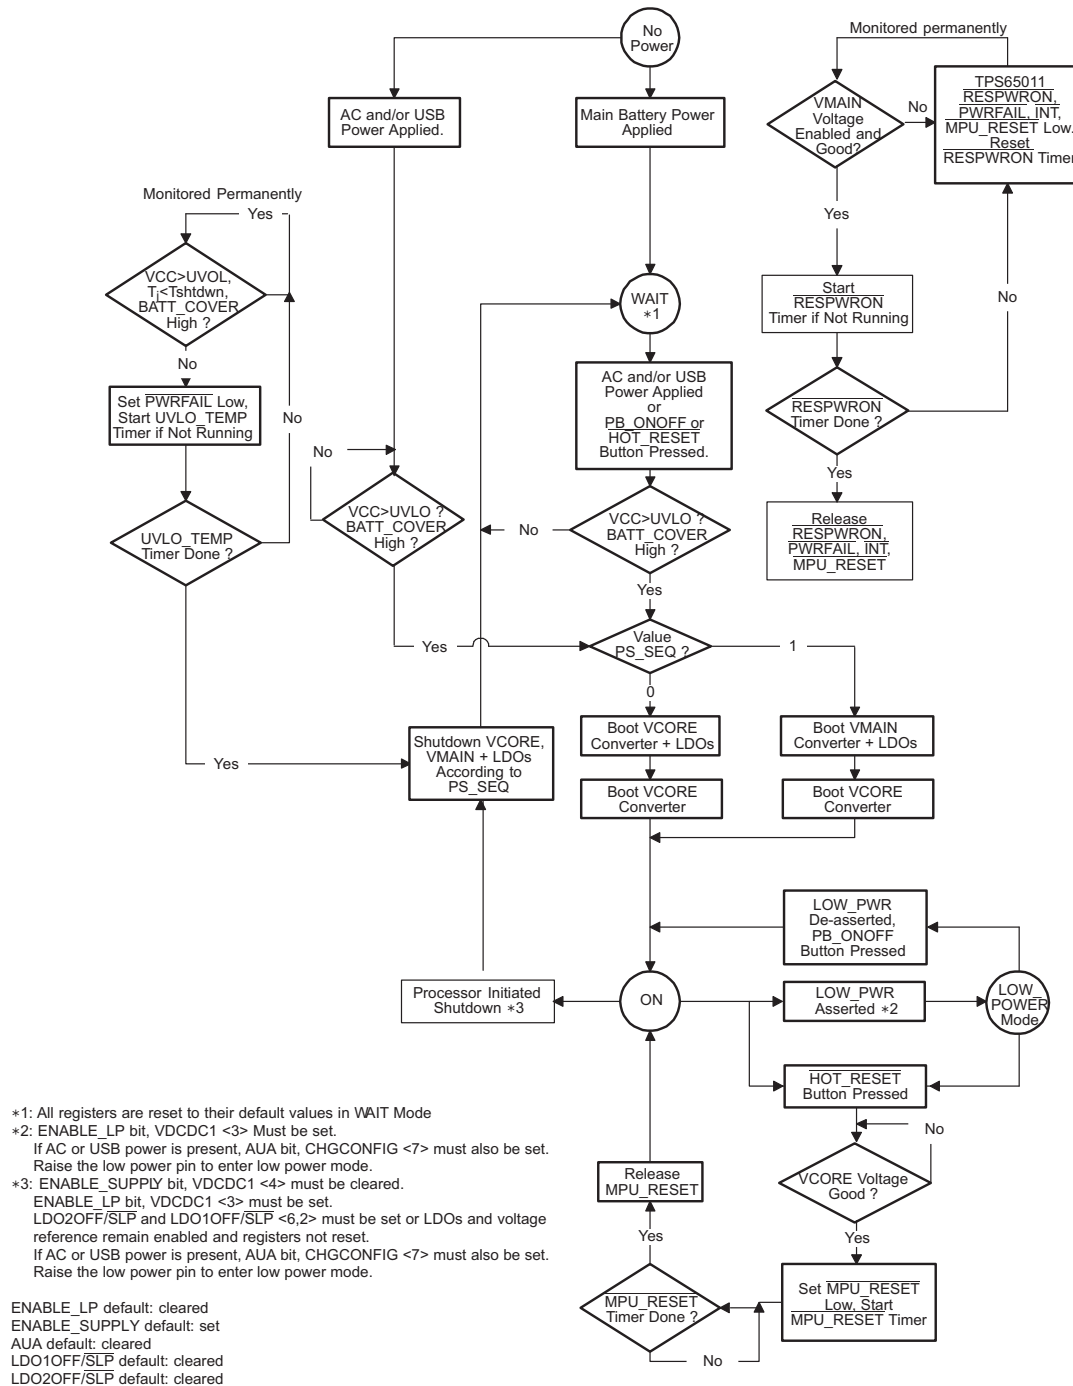 No
Power
Monitored permanently
AC and/or USB
Power Applied.
Main Battery Power
Applied
VMAIN
Voltage
Enabled and
Good?
No
TPS65011
RESPWRON,
PWRFAIL, INT,
MPU_RESET Low.
Reset
RESPWRON Timer
Monitored Permanently
Yes
Yes
VCC>UVOL,
Tj<Tshtdwn,
BATT_COVER
High ?
WAIT
*1
Start
RESPWRON
Timer if Not Running
No
No
Set PWRFAIL Low,
Start UVLO_TEMP
Timer if Not Running
No
AC and/or USB
Power Applied
or
PB_ONOFF or
HOT_RESET
Button Pressed.
RESPWRON
Timer Done ?
No
Yes
UVLO_TEMP
Timer Done ?
VCC>UVLO ?
BATT_COVER
High ?
No
VCC>UVLO ?
BATT_COVER
High ?
Release
RESPWRON,
PWRFAIL, INT,
MPU_RESET
Yes
Yes
Value
PS_SEQ ?
1
0
Boot VCORE
Converter + LDOs
Boot VMAIN
Converter + LDOs
Yes
Shutdown VCORE,
VMAIN + LDOs
According to
PS_SEQ
Boot VCORE
Converter
Boot VCORE
Converter
LOW_PWR
De-asserted,
PB_ONOFF
Button Pressed
Processor Initiated
Shutdown *3
ON
LOW_PWR
Asserted *2
LOW_
POWER
Mode
HOT_RESET
Button Pressed
No
*1: All registers are reset to their default values in WAIT Mode
*2: ENABLE_LP bit, VDCDC1 <3> Must be set.
If AC or USB power is present, AUA bit, CHGCONFIG <7> must also be set.
Raise the low power pin to enter low power mode.
*3: ENABLE_SUPPLY bit, VDCDC1 <4> must be cleared.
ENABLE_LP bit, VDCDC1 <3> must be set.
LDO2OFF/SLP and LDO1OFF/SLP <6,2> must be set or LDOs and voltage
reference remain enabled and registers not reset.
If AC or USB power is present, AUA bit, CHGCONFIG <7> must also be set.
Raise the low power pin to enter low power mode.
Release
MPU_RESET
VCORE Voltage
Good ?
Yes
Yes
MPU_RESET
Timer Done ?
Set MPU_RESET
Low, Start
MPU_RESET Timer
No
ENABLE_LP default: cleared
ENABLE_SUPPLY default: set
AUA default: cleared
LDO1OFF/SLP default: cleared
LDO2OFF/SLP default: cleared